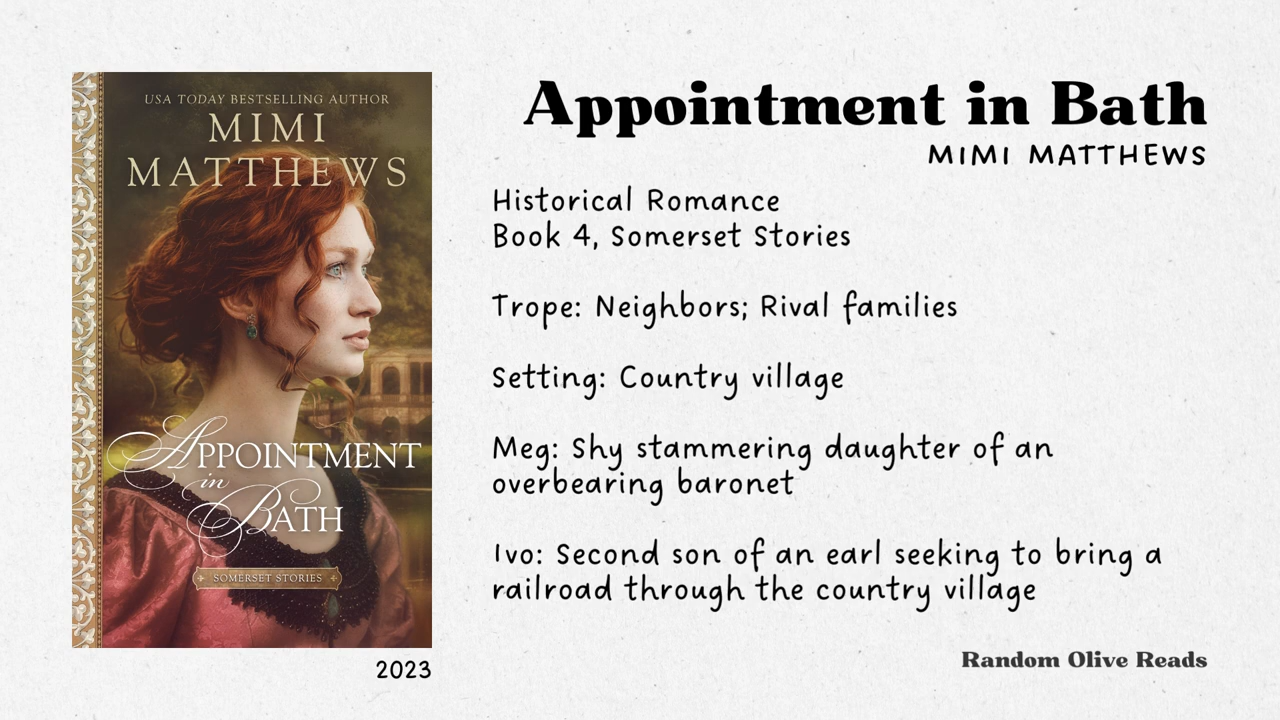 USA TODAY BESTSELLING AUTHOR
MIMI
MATTHEWS
APPOINTMENT
in
BATH
SOMERSET STORIES
2023
Appointment in Bath
MIMI MATTHEWS
Historical Romance
Book 4, Somerset Stories
Trope: Neighbors; Rival families
Setting: Country village
Meg: Shy stammering daughter of an
overbearing baronet
Ivo: Second son of an earl seeking to bring a
railroad through the country village
Random Olive Reads